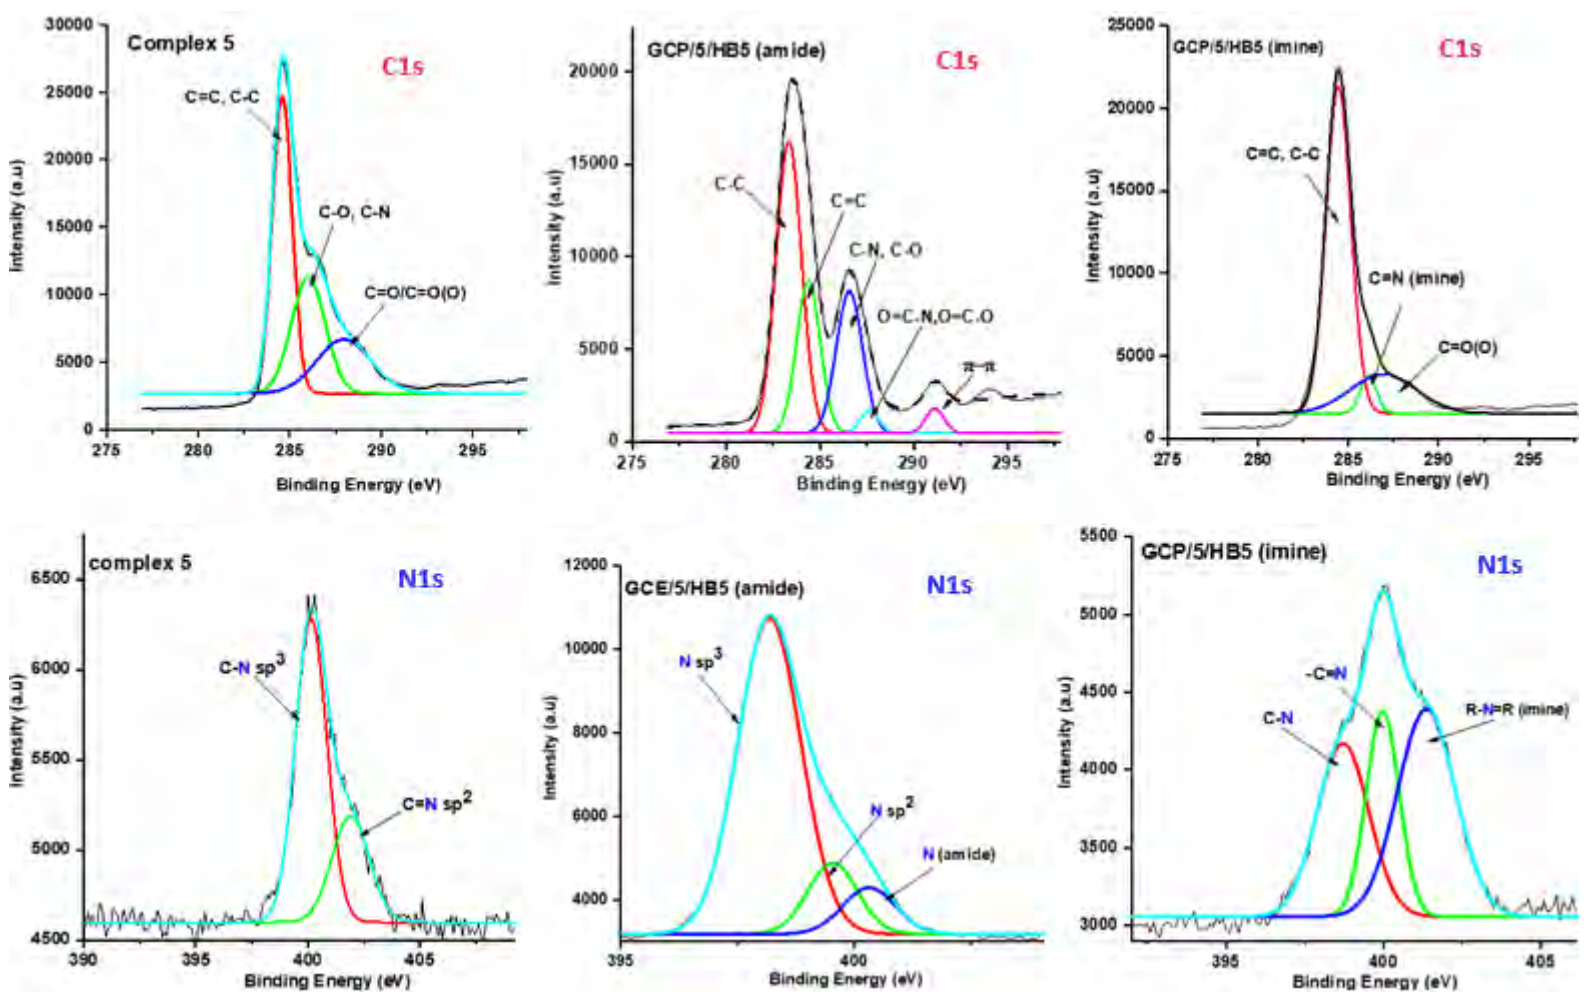 Complex 5
C1s
C=C, C-C
C-O, C-N
C=O/C=O(O)
Intensity (a.u)
30000
25000
20000
15000
10000
5000
0
275
280
285
290
295
Binding Energy (eV)
GCP/5/HB5 (amide)
C1s
C-C
C=C
C-N, C-O
O=C-N,O=C-O
π-π
Intensity (a.u)
20000
15000
10000
5000
0
275
280
285
290
295
Binding Energy (eV)
GCP/5/HB5 (imine)
C1s
C=C, C-C
C=N (imine)
C=O(O)
Intensity (a.u)
25000
20000
15000
10000
5000
0
275
280
285
290
295
Binding Energy (eV)
complex 5
N1s
C-N sp3
C=N sp2
Intensity (a.u)
6500
6000
5500
5000
4500
390
395
400
405
Binding Energy (eV)
GCE/5/HB5 (amide)
N1s
N sp3
N sp2
N (amide)
Intensity (a.u)
12000
10000
8000
6000
4000
395
400
Binding Energy (eV)
GCP/5/HB5 (imine)
N1s
C-N
-C=N
R-N=R (imine)
Intensity (a.u)
5500
5000
4500
4000
3500
3000
395
400
405
Binding Energy (eV)